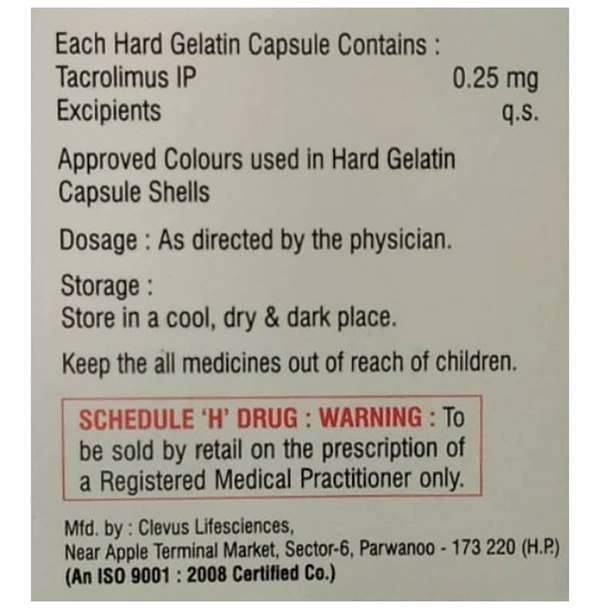 Each Hard Gelatin Capsule Contains :
Tacrolimus IP 0.25 mg
Excipients q.s.
Approved Colours used in Hard Gelatin
Capsule Shells
Dosage : As directed by the physician.
Storage :
Store in a cool, dry & dark place.
Keep the all medicines out of reach of children.
SCHEDULE 'H' DRUG : WARNING : To
be sold by retail on the prescription of
a Registered Medical Practitioner only.
Mfd. by : Clevus Lifesciences,
Near Apple Terminal Market, Sector-6, Parwanoo - 173 220 (H.P.)
(An ISO 9001 : 2008 Certified Co.)